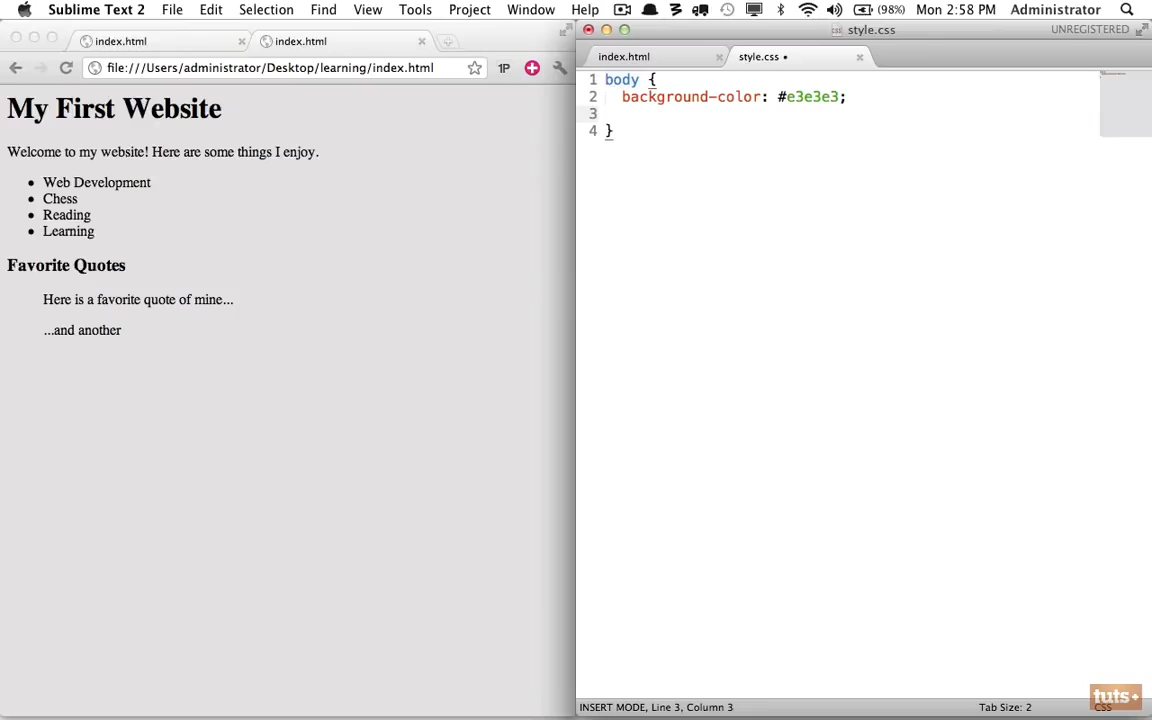 Sublime Text 2 File Edit Selection Find View Tools Project Window Help (98%) Mon 2:58 PM Administrator
index.html index.html
file:///Users/administrator/Desktop/learning/index.html 1P
My First Website
Welcome to my website! Here are some things I enjoy.
• Web Development
• Chess
• Reading
• Learning
Favorite Quotes
Here is a favorite quote of mine...
...and another
style.css UNREGISTERED
index.html style.css •
1 body {
2 background-color: #e3e3e3;
3
4 }
INSERT MODE, Line 3, Column 3 Tab Size: 2 CSS
tuts+